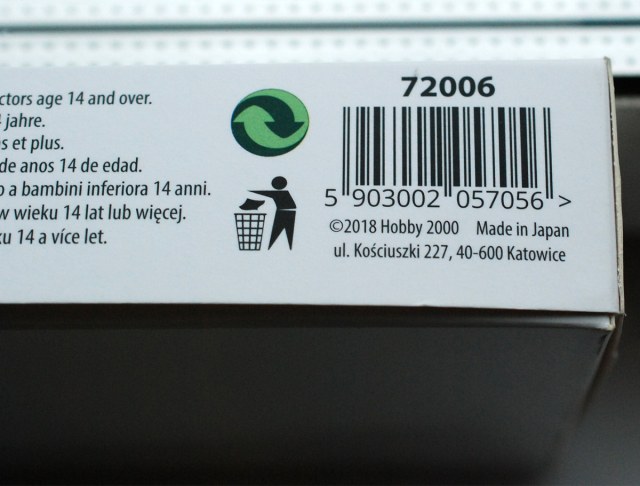 ctors age 14 and over.
jahre.
s et plus.
de anos 14 de edad.
a bambini inferiora 14 anni.
w wieku 14 lat lub więcej.
ku 14 a více let.
72006
5 903002 057056 >
©2018 Hobby 2000 Made in Japan
ul. Kościuszki 227, 40-600 Katowice